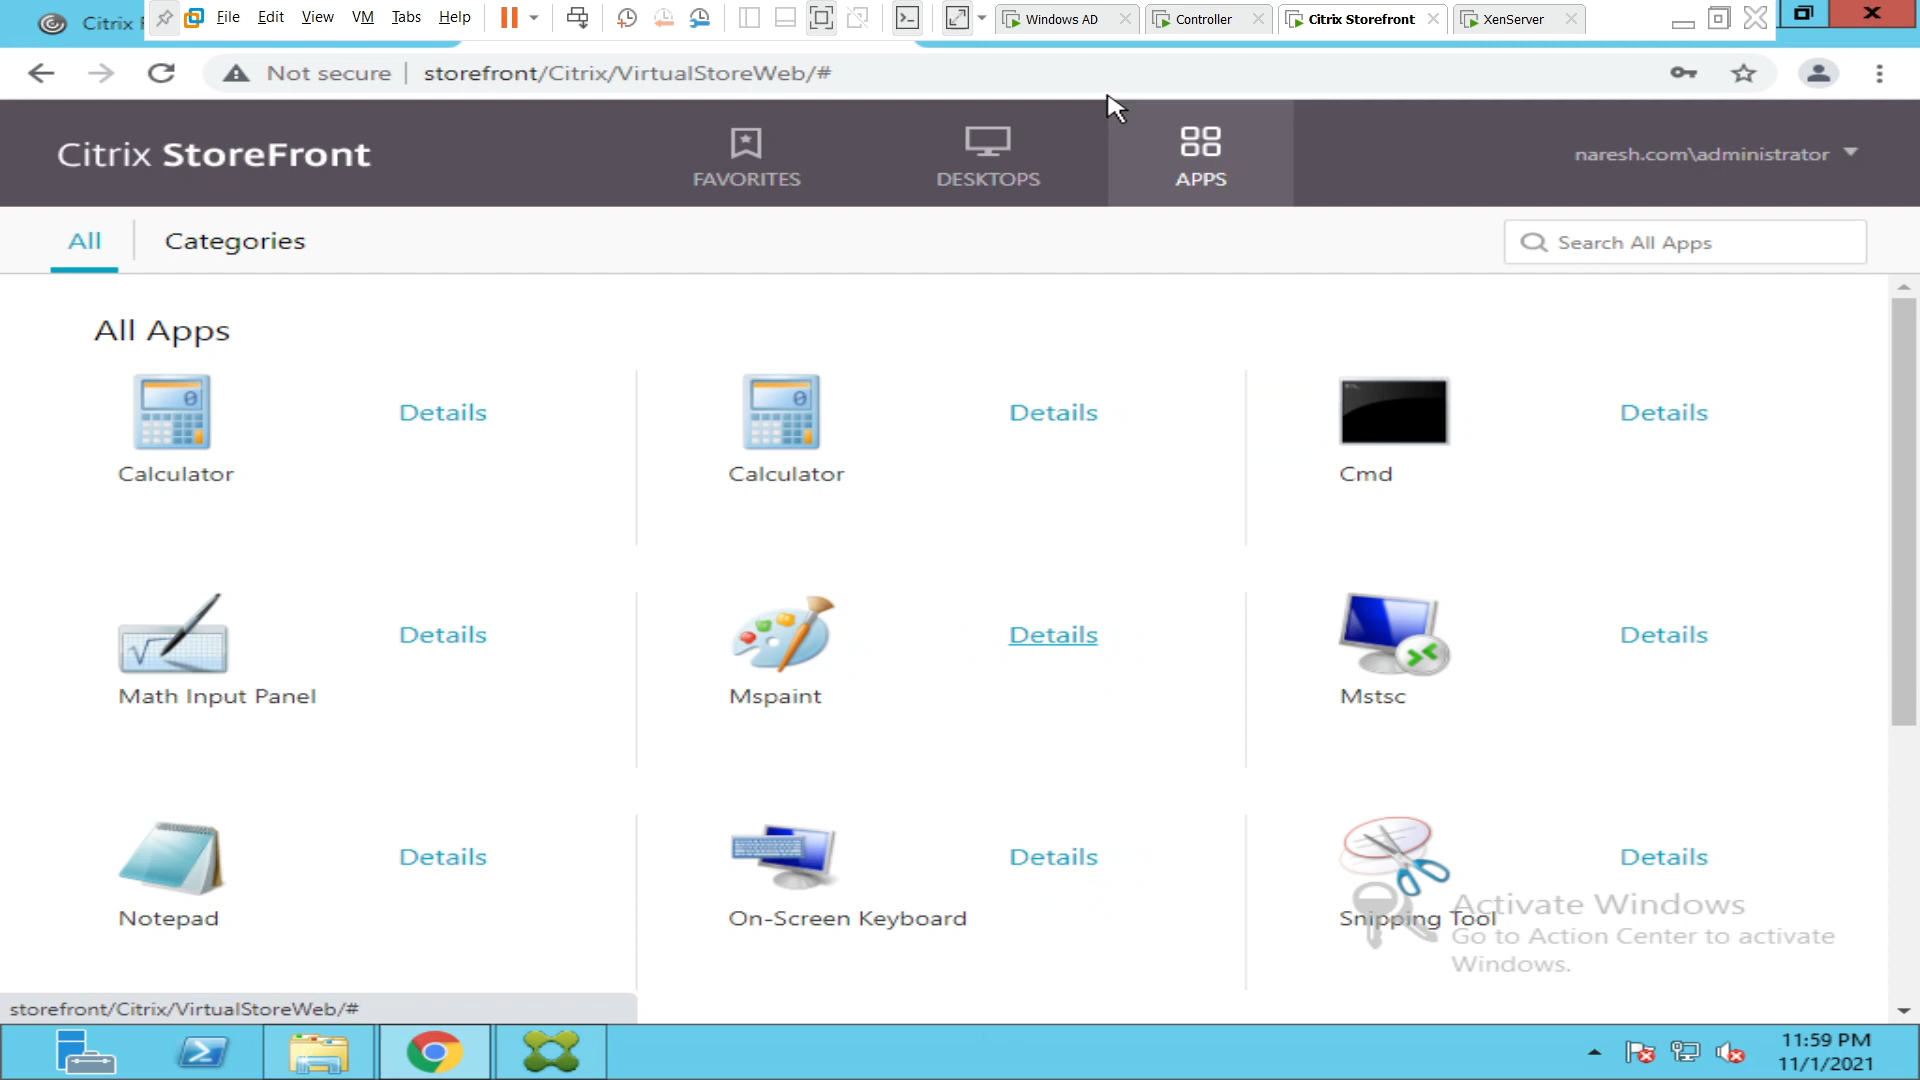 Citrix
File Edit View VM Tabs Help
Windows AD
Controller
Citrix Storefront
XenServer
Not secure
storefront/Citrix/VirtualStoreWeb/#
Citrix StoreFront
FAVORITES
DESKTOPS
APPS
naresh.com\administrator
All
Categories
Search All Apps
All Apps
Details
Calculator
Details
Calculator
Details
Cmd
Details
Math Input Panel
Details
Mspaint
Details
Mstsc
Details
Notepad
Details
On-Screen Keyboard
Details
Snipping Tool
Activate Windows
Go to Action Center to activate
Windows.
storefront/Citrix/VirtualStoreWeb/#
11:59 PM
11/1/2021